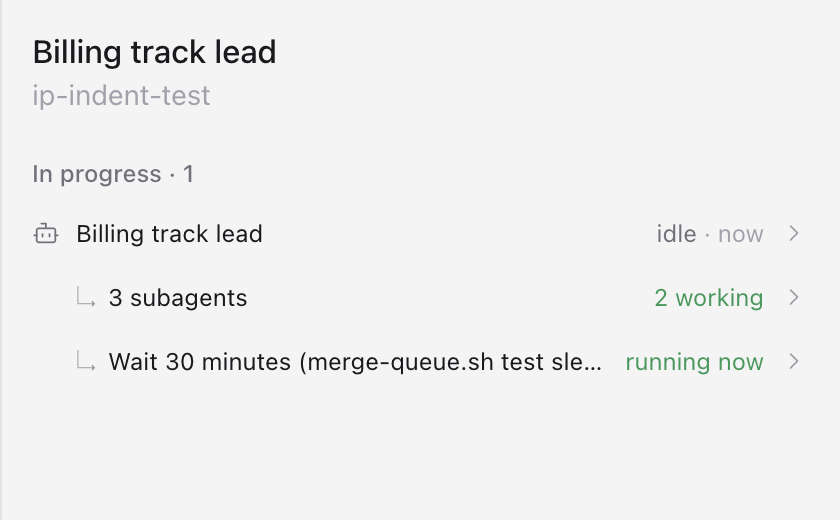 Billing track lead
ip-indent-test
In progress · 1
Billing track lead idle · now
3 subagents 2 working
Wait 30 minutes (merge-queue.sh test sle... running now